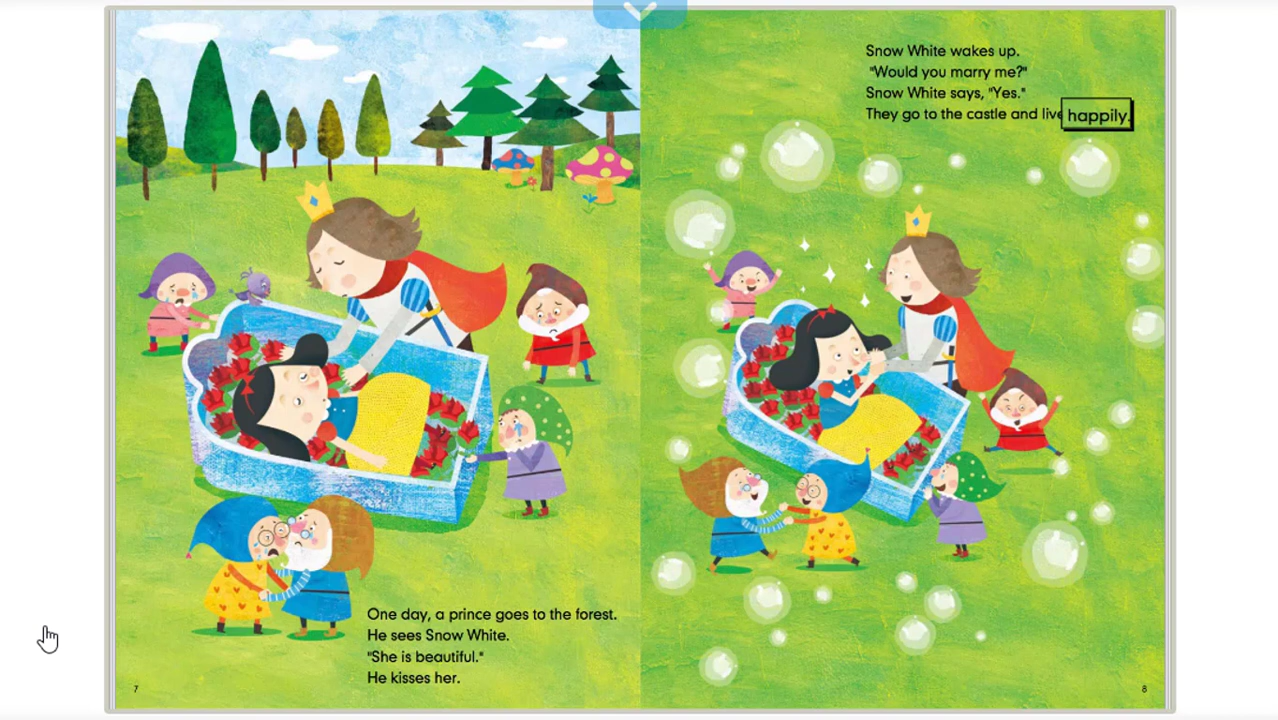 One day, a prince goes to the forest.
He sees Snow White.
"She is beautiful."
He kisses her.
7
Snow White wakes up.
"Would you marry me?"
Snow White says, "Yes."
They go to the castle and live happily.
8